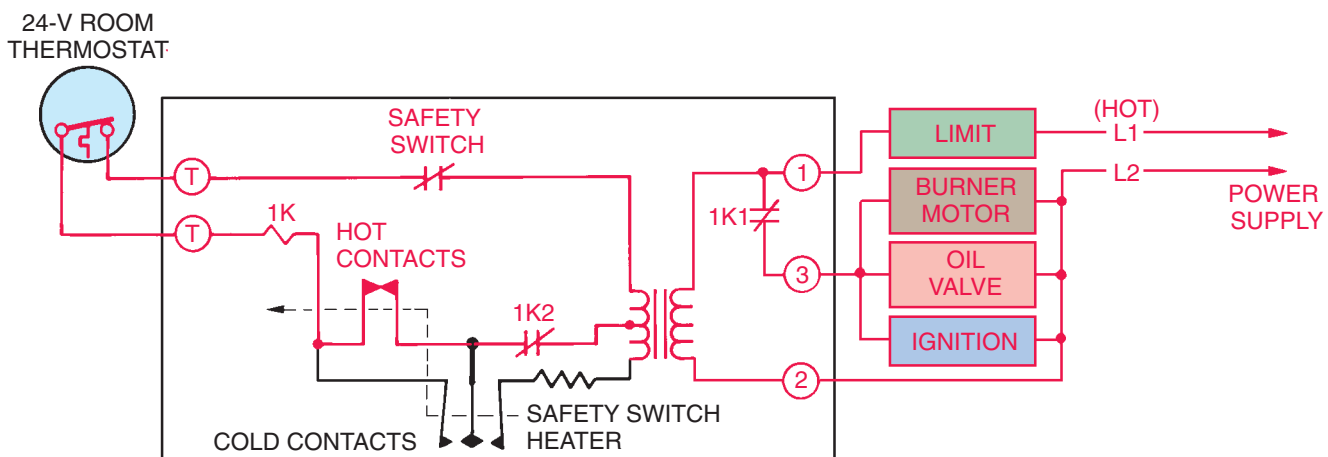 24-V ROOM
THERMOSTAT
SAFETY
SWITCH
T
1K
T
HOT
CONTACTS
1K2
COLD CONTACTS
SAFETY SWITCH
HEATER
1K1
1
3
2
LIMIT
BURNER
MOTOR
OIL
VALVE
IGNITION
(HOT)
L1
L2
POWER
SUPPLY